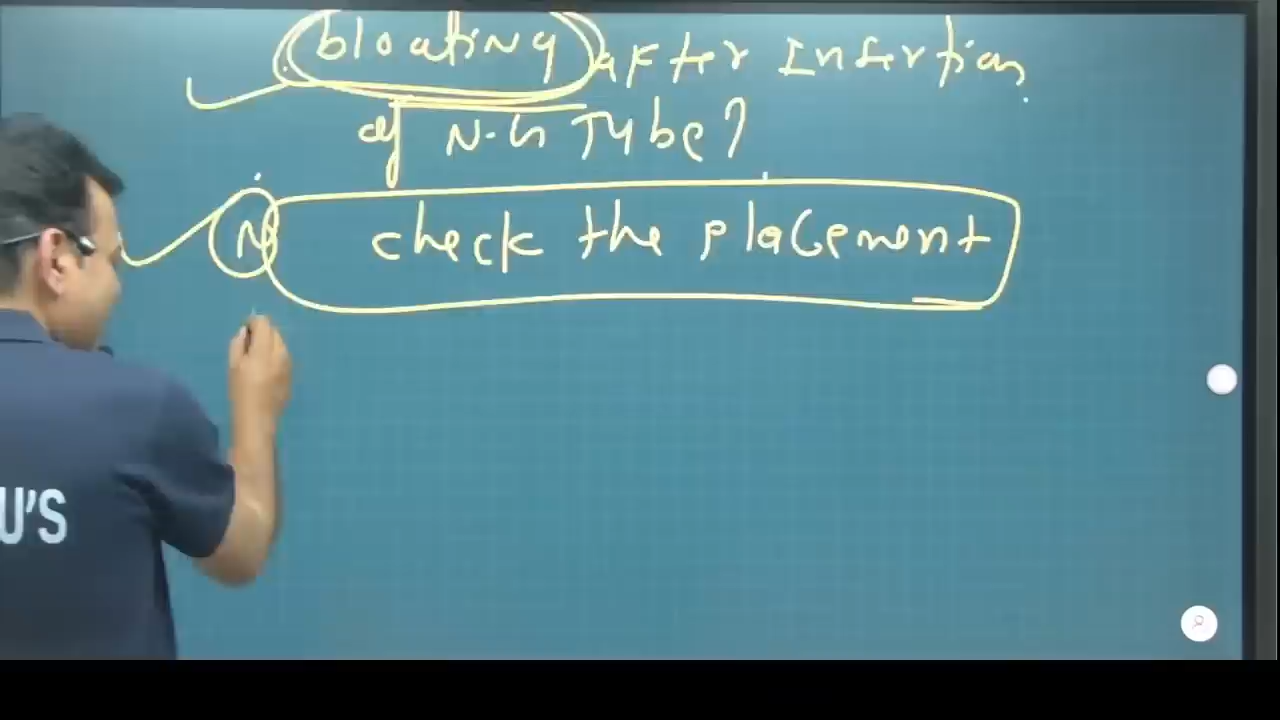 bloating after Insertion
of N.G Tube?
N check the placement
U'S